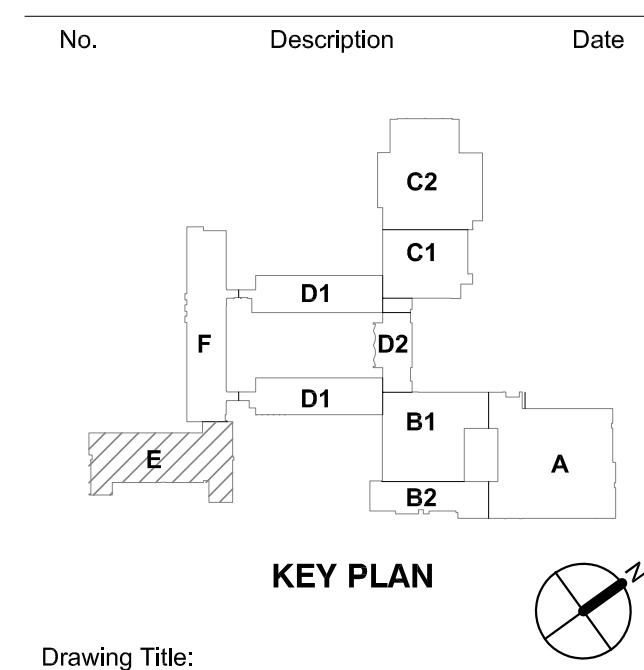 No. Description Date
C2
C1
D1
F D2
D1
B1
E A
B2
KEY PLAN
N
Drawing Title: